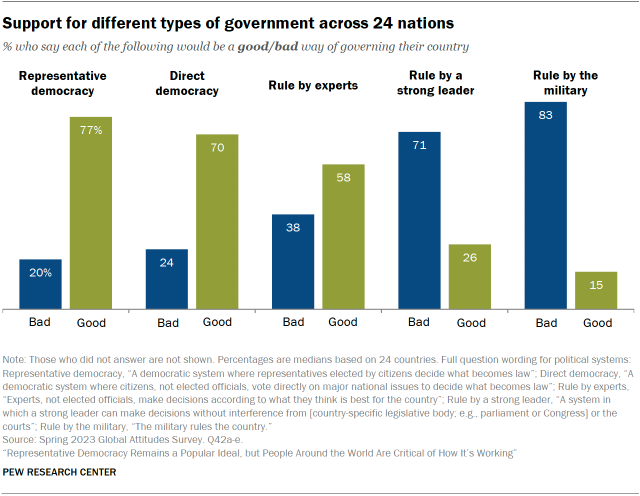 Support for different types of government across 24 nations
% who say each of the following would be a good/bad way of governing their country
Representative democracy
Direct democracy
Rule by experts
Rule by a strong leader
Rule by the military
20%
77%
24
70
38
58
71
26
83
15
Bad Good Bad Good Bad Good Bad Good Bad Good
Note: Those who did not answer are not shown. Percentages are medians based on 24 countries. Full question wording for political systems:
Representative democracy, “A democratic system where representatives elected by citizens decide what becomes law”; Direct democracy, “A
democratic system where citizens, not elected officials, vote directly on major national issues to decide what becomes law”; Rule by experts,
“Experts, not elected officials, make decisions according to what they think is best for the country”; Rule by a strong leader, “A system in
which a strong leader can make decisions without interference from [country-specific legislative body; e.g., parliament or Congress] or the
courts”; Rule by the military, “The military rules the country.”
Source: Spring 2023 Global Attitudes Survey. Q42a-e.
“Representative Democracy Remains a Popular Ideal, but People Around the World Are Critical of How It’s Working”
PEW RESEARCH CENTER